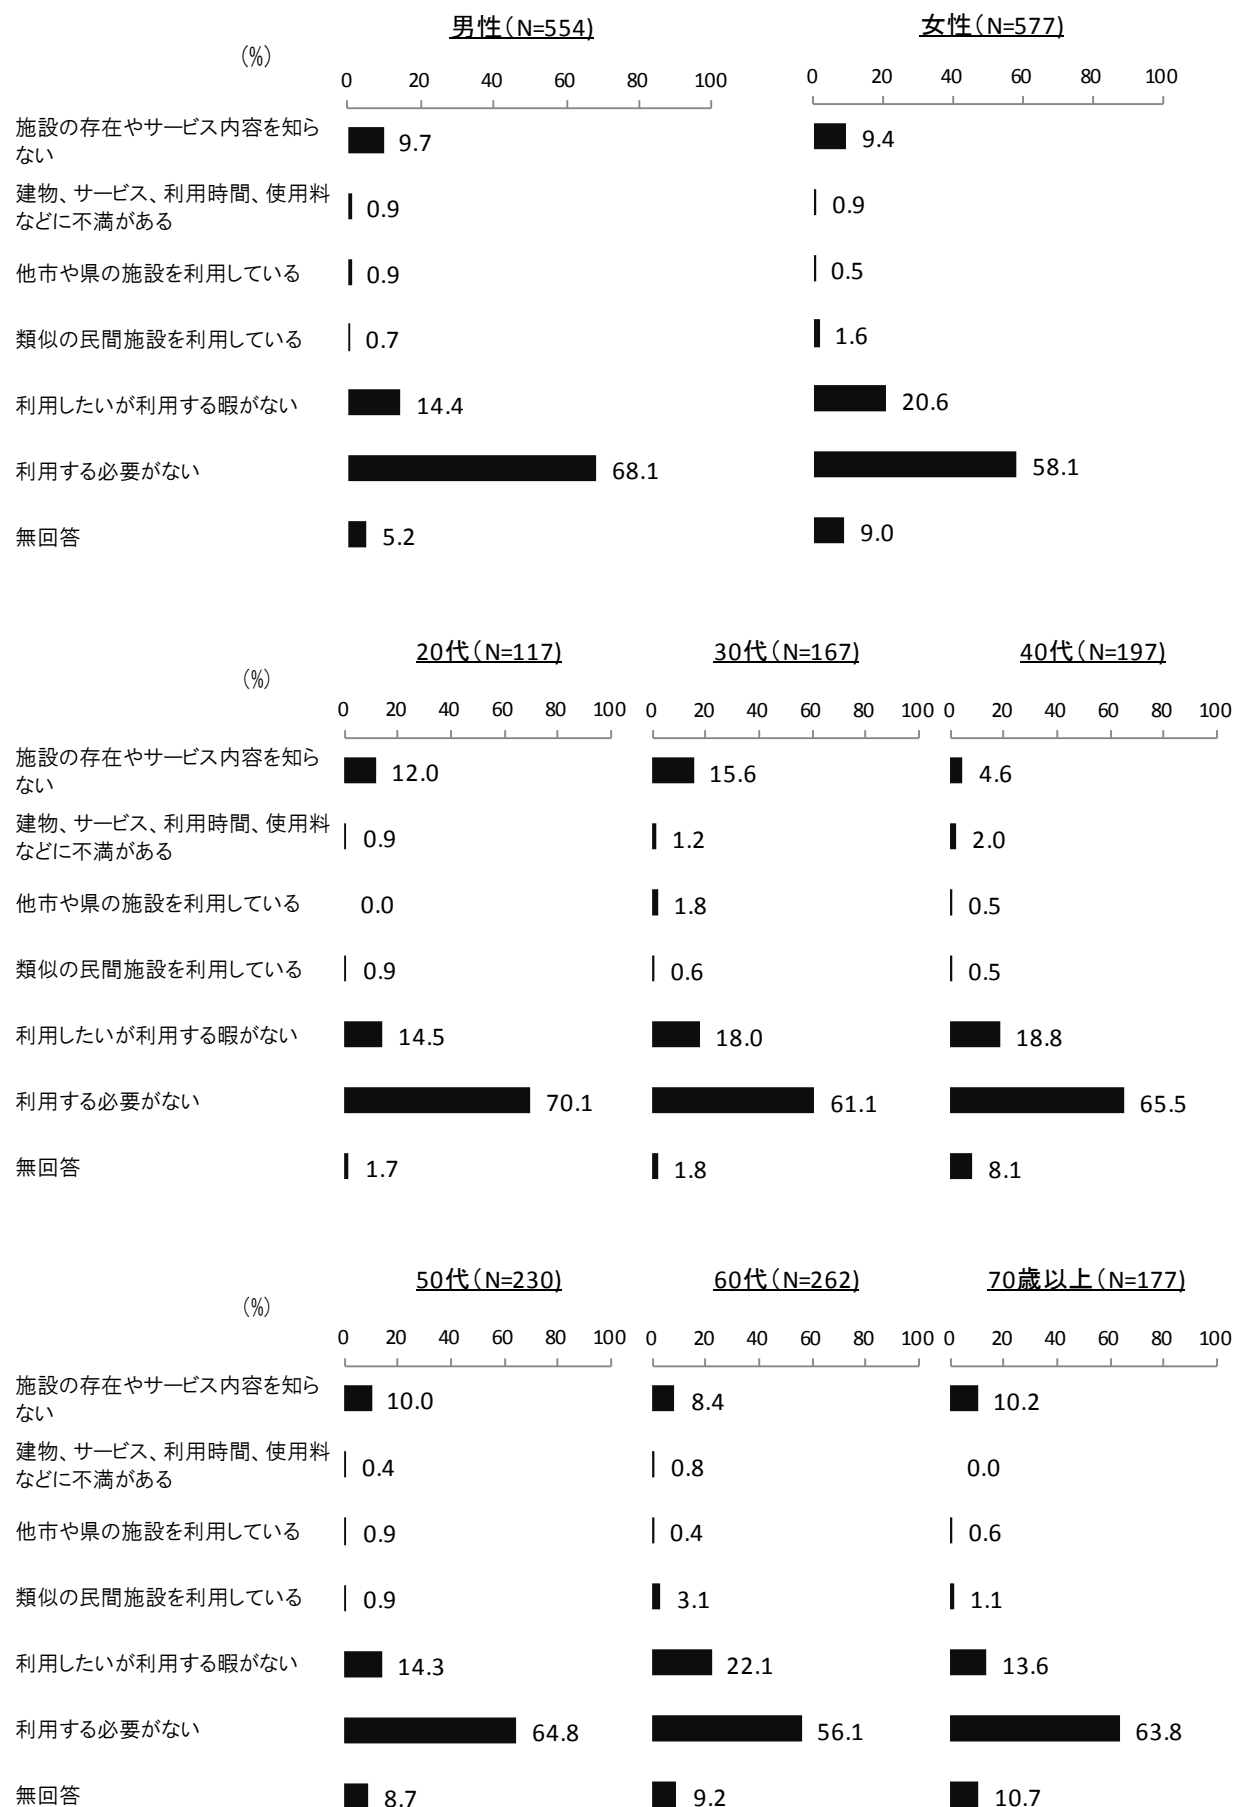 男性（N=554)
女性（N=577)
(%)
0 20 40 60 80 100
0 20 40 60 80 100
施設の存在やサービス内容を知ら
ない
9.7
9.4
建物、サービス、利用時間、使用料
などに不満がある
0.9
0.9
他市や県の施設を利用している
0.9
0.5
類似の民間施設を利用している
0.7
1.6
利用したいが利用する暇がない
14.4
20.6
利用する必要がない
68.1
58.1
無回答
5.2
9.0
20代（N=117)
30代（N=167)
40代（N=197)
(%)
0 20 40 60 80 100
0 20 40 60 80 100
0 20 40 60 80 100
施設の存在やサービス内容を知ら
ない
12.0
15.6
4.6
建物、サービス、利用時間、使用料
などに不満がある
0.9
1.2
2.0
他市や県の施設を利用している
0.0
1.8
0.5
類似の民間施設を利用している
0.9
0.6
0.5
利用したいが利用する暇がない
14.5
18.0
18.8
利用する必要がない
70.1
61.1
65.5
無回答
1.7
1.8
8.1
50代（N=230)
60代（N=262)
70歳以上（N=177)
(%)
0 20 40 60 80 100
0 20 40 60 80 100
0 20 40 60 80 100
施設の存在やサービス内容を知ら
ない
10.0
8.4
10.2
建物、サービス、利用時間、使用料
などに不満がある
0.4
0.8
0.0
他市や県の施設を利用している
0.9
0.4
0.6
類似の民間施設を利用している
0.9
3.1
1.1
利用したいが利用する暇がない
14.3
22.1
13.6
利用する必要がない
64.8
56.1
63.8
無回答
8.7
9.2
10.7